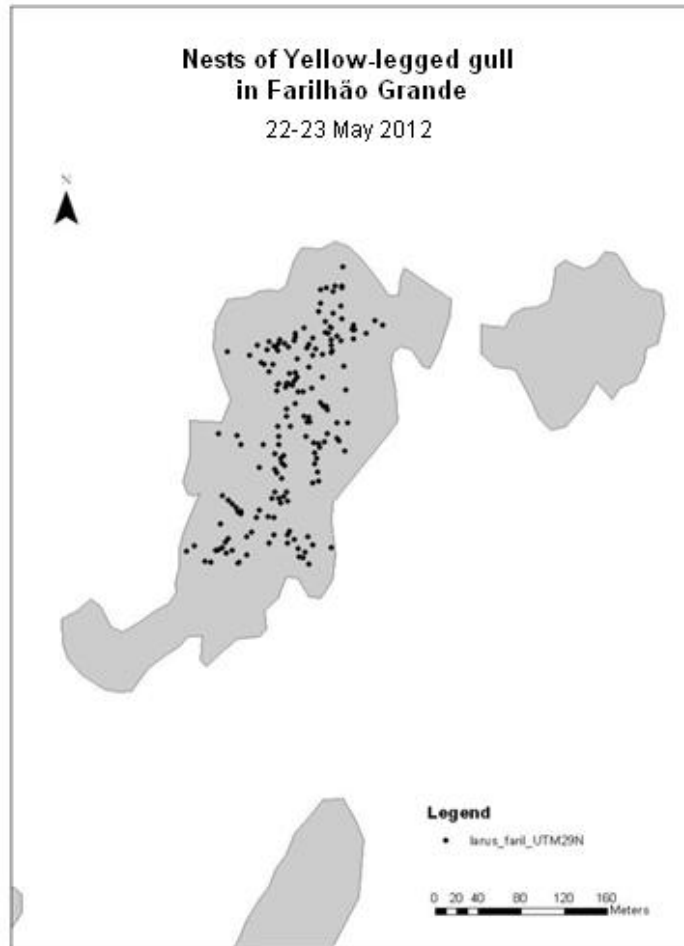 Nests of Yellow-legged gull
in Farilhão Grande
22-23 May 2012
N
Legend
larus_faril_UTM29N
0 20 40 80 120 160
Meters